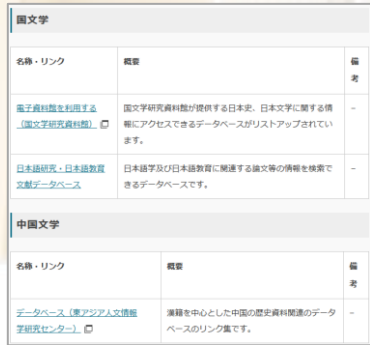 国文学
名称・リンク 概要 備
考
電子資料館を利用する 国文学研究資料館が提供する日本史、日本文学に関する情 -
（国文学研究資料館） 報にアクセスできるデータベースがリストアップされてい
ます。
日本語研究・日本語教育 日本語学及び日本語教育に関連する論文等の情報を検索で -
文献データベース きるデータベースです。
中国文学
名称・リンク 概要 備
考
データベース（東アジア人文情報 漢籍を中心とした中国の歴史資料関連のデータ -
学研究センター） ベースのリンク集です。